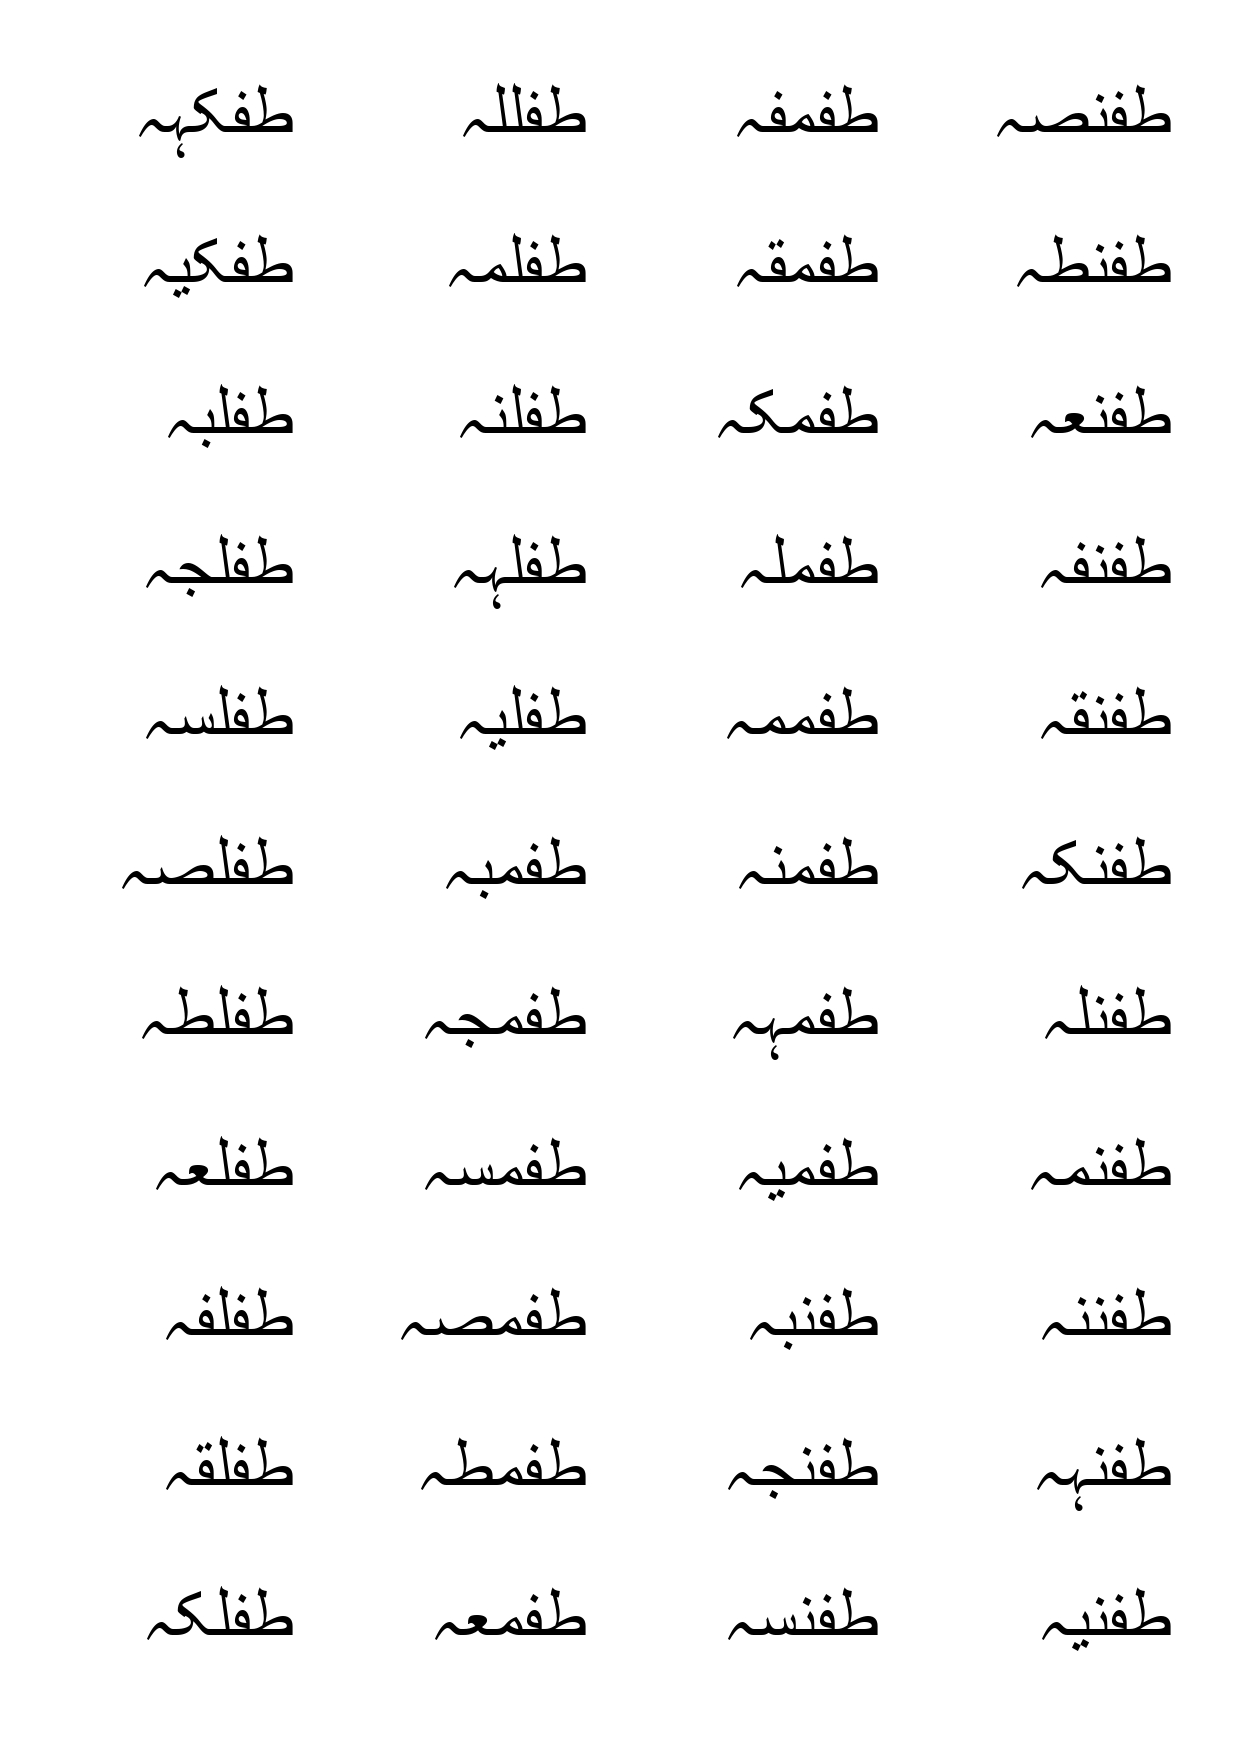 طفنصہ طفمفہ طفللہ طفکہہ
طفنطہ طفمقہ طفلمہ طفکیہ
طفنعہ طفمکہ طفلنہ طفلبہ
طفنفہ طفملہ طفلہہ طفلجہ
طفنقہ طفممہ طفلیہ طفلسہ
طفنکہ طفمنہ طفمبہ طفلصہ
طفنلہ طفمہہ طفمجہ طفلطہ
طفنمہ طفمیہ طفمسہ طفلعہ
طفننہ طفنبہ طفمصہ طفلفہ
طفنہہ طفنجہ طفمطہ طفلقہ
طفنیہ طفنسہ طفمعہ طفلکہ